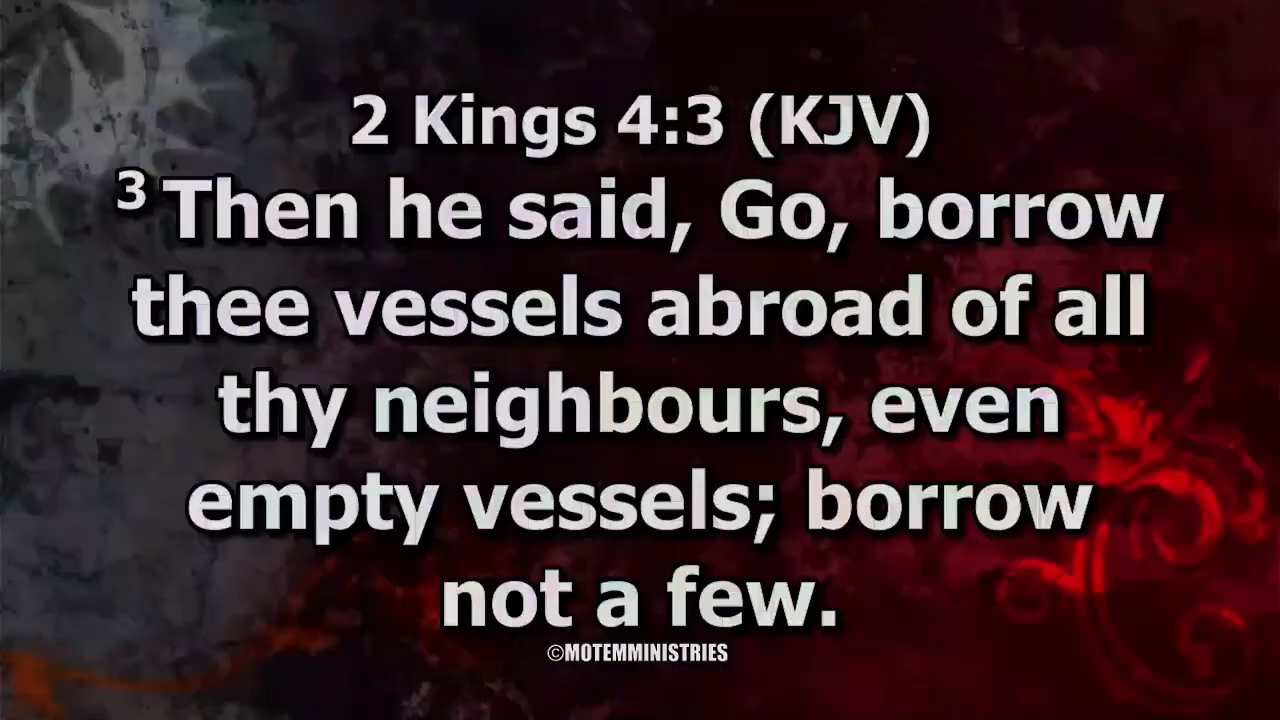 2 Kings 4:3 (KJV)
3 Then he said, Go, borrow
thee vessels abroad of all
thy neighbours, even
empty vessels; borrow
not a few.
©MOTEMMINISTRIES